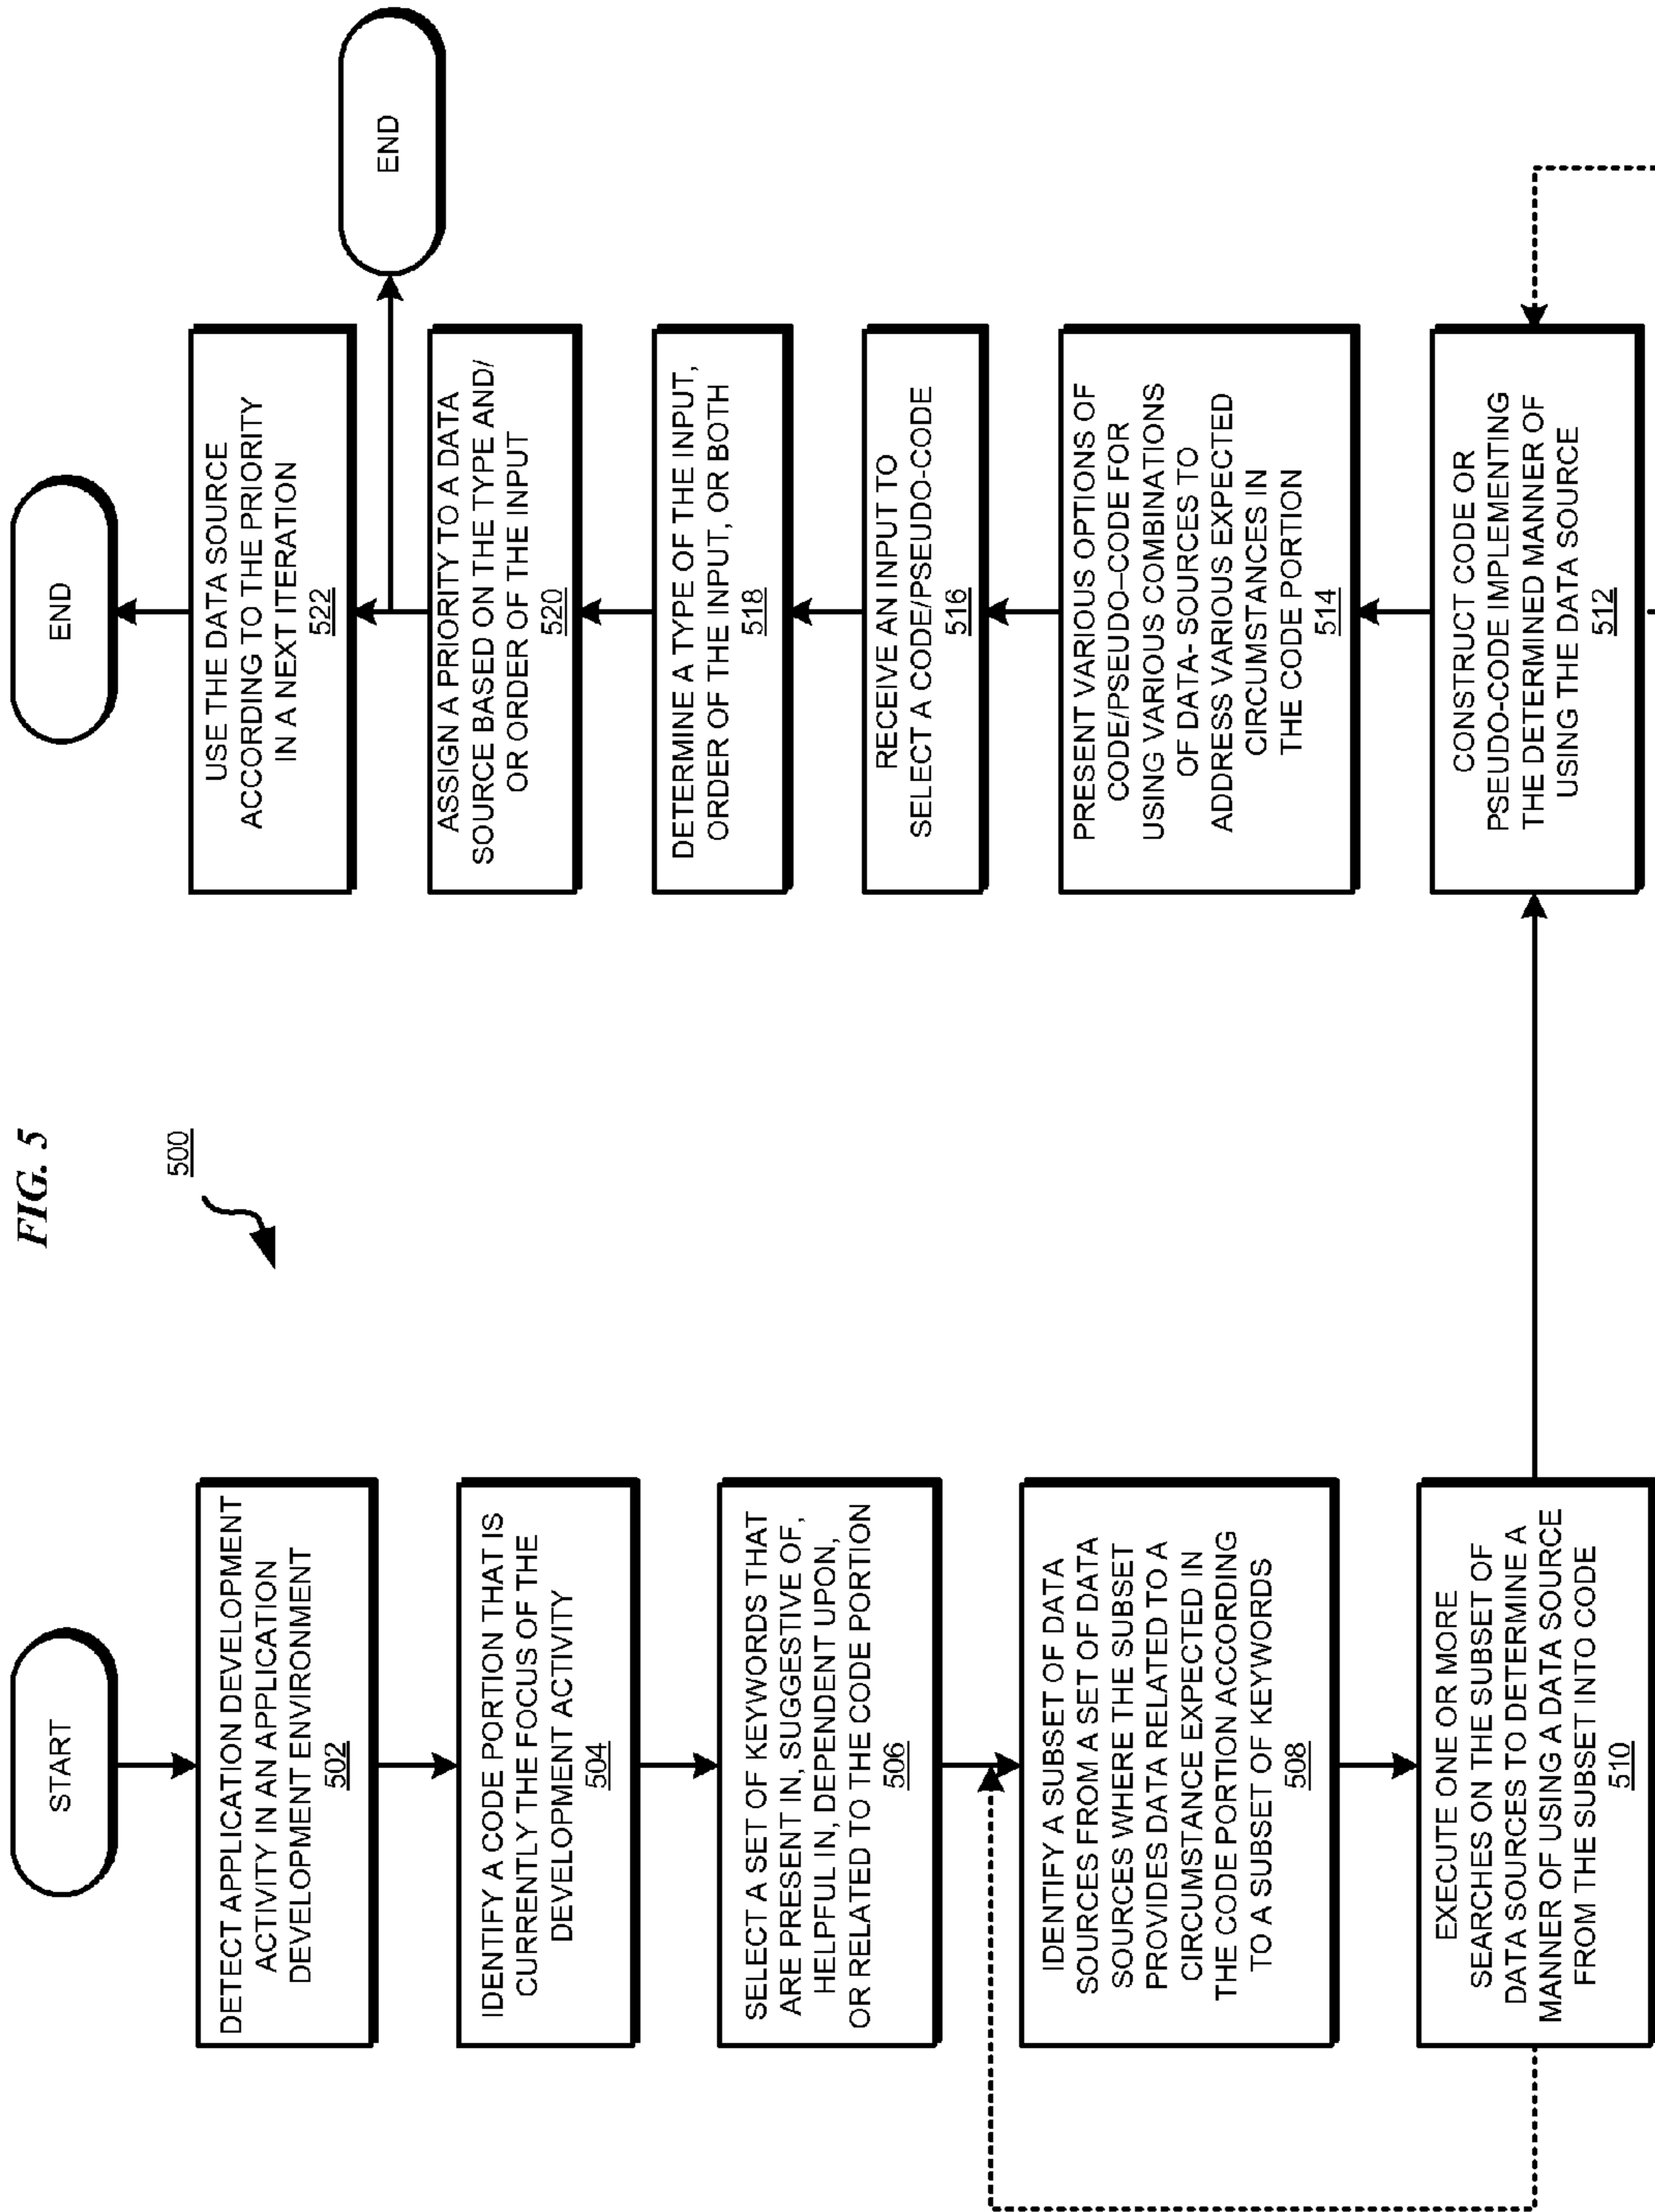 FIG. 5
500
START
DETECT APPLICATION DEVELOPMENT
ACTIVITY IN AN APPLICATION
DEVELOPMENT ENVIRONMENT
502
IDENTIFY A CODE PORTION THAT IS
CURRENTLY THE FOCUS OF THE
DEVELOPMENT ACTIVITY
504
SELECT A SET OF KEYWORDS THAT
ARE PRESENT IN, SUGGESTIVE OF,
HELPFUL IN, DEPENDENT UPON,
OR RELATED TO THE CODE PORTION
506
IDENTIFY A SUBSET OF DATA
SOURCES FROM A SET OF DATA
SOURCES WHERE THE SUBSET
PROVIDES DATA RELATED TO A
CIRCUMSTANCE EXPECTED IN
THE CODE PORTION ACCORDING
TO A SUBSET OF KEYWORDS
508
EXECUTE ONE OR MORE
SEARCHES ON THE SUBSET OF
DATA SOURCES TO DETERMINE A
MANNER OF USING A DATA SOURCE
FROM THE SUBSET INTO CODE
510
END
USE THE DATA SOURCE
ACCORDING TO THE PRIORITY
IN A NEXT ITERATION
522
END
ASSIGN A PRIORITY TO A DATA
SOURCE BASED ON THE TYPE AND/
OR ORDER OF THE INPUT
520
DETERMINE A TYPE OF THE INPUT,
ORDER OF THE INPUT, OR BOTH
518
RECEIVE AN INPUT TO
SELECT A CODE/PSEUDO-CODE
516
PRESENT VARIOUS OPTIONS OF
CODE/PSEUDO-CODE FOR
USING VARIOUS COMBINATIONS
OF DATA- SOURCES TO
ADDRESS VARIOUS EXPECTED
CIRCUMSTANCES IN
THE CODE PORTION
514
CONSTRUCT CODE OR
PSEUDO-CODE IMPLEMENTING
THE DETERMINED MANNER OF
USING THE DATA SOURCE
512